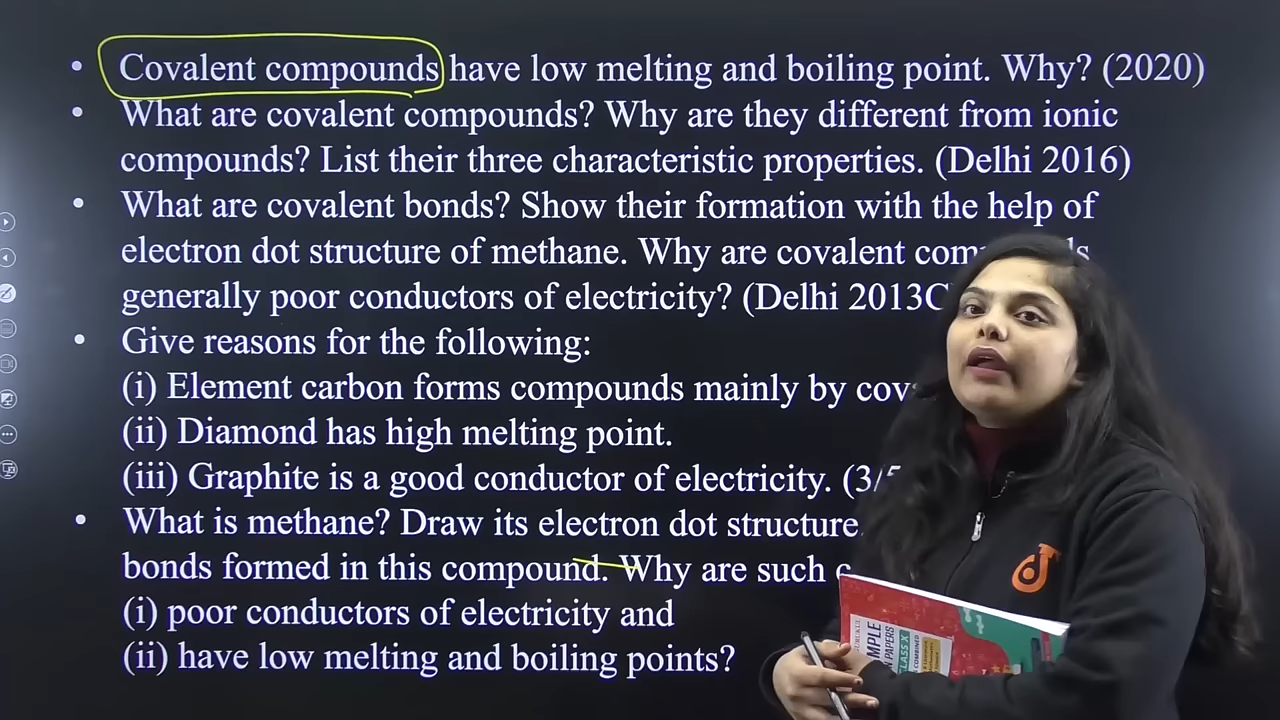 • Covalent compounds have low melting and boiling point. Why? (2020)
• What are covalent compounds? Why are they different from ionic
compounds? List their three characteristic properties. (Delhi 2016)
• What are covalent bonds? Show their formation with the help of
electron dot structure of methane. Why are covalent
generally poor conductors of electricity? (Delhi 2013C
• Give reasons for the following:
(i) Element carbon forms compounds mainly by
(ii) Diamond has high melting point.
(iii) Graphite is a good conductor of electricity.
• What is methane? Draw its electron dot structure.
bonds formed in this compound. Why are such
(i) poor conductors of electricity and
(ii) have low melting and boiling points?
CLASS X
COMBINED